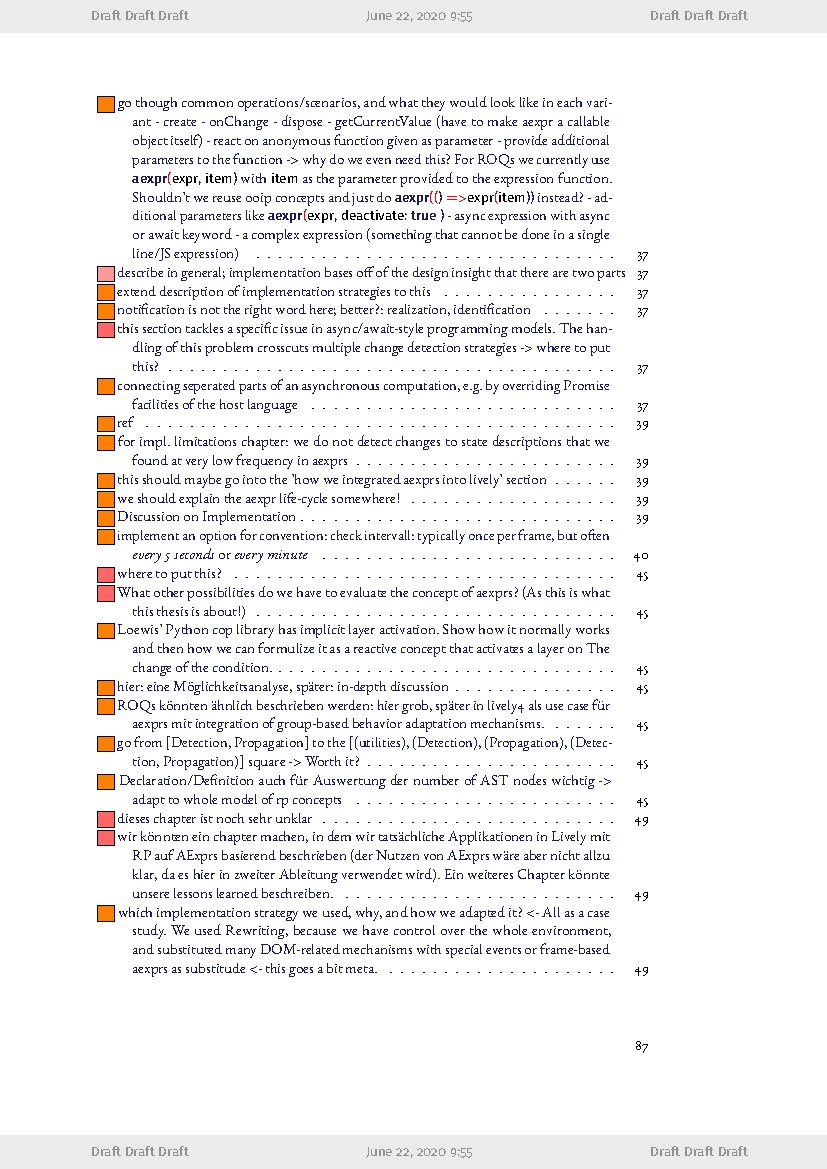 Draft Draft Draft June 22, 2020 9:55 Draft Draft Draft
go though common operations/scenarios, and what they would look like in each vari-
ant - create - onChange - dispose - getCurrentValue (have to make aexpr a callable
object itself) - react on anonymous function given as parameter - provide additional
parameters to the function -> why do we even need this? For ROQs we currently use
aexpr(expr, item) with item as the parameter provided to the expression function.
Shouldn't we reuse ooip concepts and just do aexpr(() =>expr(item)) instead? - ad-
ditional parameters like aexpr(expr, deactivate: true ) - async expression with async
or await keyword - a complex expression (something that cannot be done in a single
line/JS expression) . . . . . . . . . . . . . . . . . . . . . . . . . . . . . . . . . 37
describe in general; implementation bases off of the design insight that there are two parts 37
extend description of implementation strategies to this . . . . . . . . . . . . . . . . 37
notification is not the right word here; better?: realization, identification . . . . . . . 37
this section tackles a specific issue in async/await-style programming models. The han-
dling of this problem crosscuts multiple change detection strategies -> where to put
this? . . . . . . . . . . . . . . . . . . . . . . . . . . . . . . . . . . . . . . . . . 37
connecting seperated parts of an asynchronous computation, e.g. by overriding Promise
facilities of the host language . . . . . . . . . . . . . . . . . . . . . . . . . . . . 37
ref . . . . . . . . . . . . . . . . . . . . . . . . . . . . . . . . . . . . . . . . . . . 39
for impl. limitations chapter: we do not detect changes to state descriptions that we
found at very low frequency in aexprs . . . . . . . . . . . . . . . . . . . . . . . . 39
this should maybe go into the 'how we integrated aexprs into lively' section . . . . . . 39
we should explain the aexpr life-cycle somewhere! . . . . . . . . . . . . . . . . . . . 39
Discussion on Implementation . . . . . . . . . . . . . . . . . . . . . . . . . . . . . 39
implement an option for convention: check intervall: typically once per frame, but often
every 5 seconds or every minute . . . . . . . . . . . . . . . . . . . . . . . . . . . 40
where to put this? . . . . . . . . . . . . . . . . . . . . . . . . . . . . . . . . . . . 45
What other possibilities do we have to evaluate the concept of aexprs? (As this is what
this thesis is about!) . . . . . . . . . . . . . . . . . . . . . . . . . . . . . . . . . 45
Loewis' Python cop library has implicit layer activation. Show how it normally works
and then how we can formulize it as a reactive concept that activates a layer on The
change of the condition. . . . . . . . . . . . . . . . . . . . . . . . . . . . . . . . 45
hier: eine Möglichkeitsanalyse, später: in-depth discussion . . . . . . . . . . . . . . . 45
ROQs könnten ähnlich beschrieben werden: hier grob, später in lively4 als use case für
aexprs mit integration of group-based behavior adaptation mechanisms. . . . . . . 45
go from [Detection, Propagation] to the [(utilities), (Detection), (Propagation), (Detec-
tion, Propagation)] square -> Worth it? . . . . . . . . . . . . . . . . . . . . . . . 45
Declaration/Definition auch für Auswertung der number of AST nodes wichtig ->
adapt to whole model of rp concepts . . . . . . . . . . . . . . . . . . . . . . . . 45
dieses chapter ist noch sehr unklar . . . . . . . . . . . . . . . . . . . . . . . . . . . 49
wir könnten ein chapter machen, in dem wir tatsächliche Applikationen in Lively mit
RP auf AExprs basierend beschrieben (der Nutzen von AExprs wäre aber nicht allzu
klar, da es hier in zweiter Ableitung verwendet wird). Ein weiteres Chapter könnte
unsere lessons learned beschreiben. . . . . . . . . . . . . . . . . . . . . . . . . . 49
which implementation strategy we used, why, and how we adapted it? <- All as a case
study. We used Rewriting, because we have control over the whole environment,
and substituted many DOM-related mechanisms with special events or frame-based
aexprs as substitude <- this goes a bit meta. . . . . . . . . . . . . . . . . . . . . . 49
87
Draft Draft Draft June 22, 2020 9:55 Draft Draft Draft